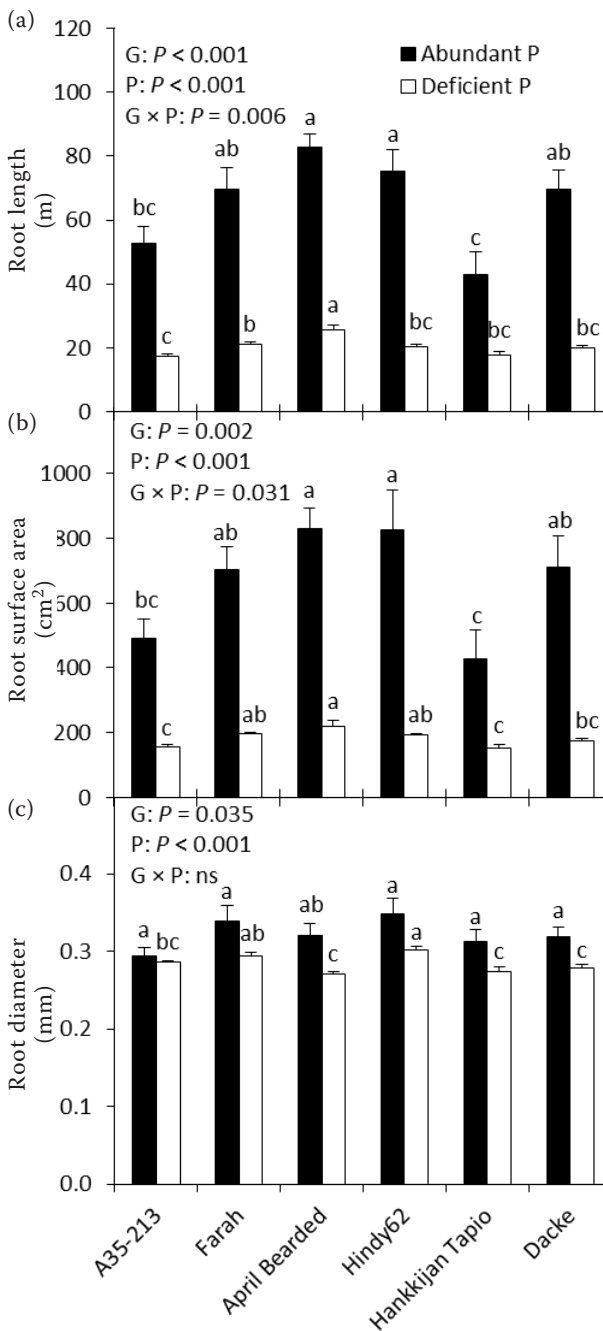 (a)
120
100
80
60
40
20
0
Root length
(m)
G: P < 0.001
P: P < 0.001
G × P: P = 0.006
Abundant P
Deficient P
bc
c
ab
b
a
a
a
bc
c
bc
ab
bc
(b)
1000
800
600
400
200
0
Root surface area
(cm²)
G: P = 0.002
P: P < 0.001
G × P: P = 0.031
bc
c
ab
ab
a
a
a
ab
c
c
ab
bc
(c)
0.4
0.3
0.2
0.1
0.0
Root diameter
(mm)
G: P = 0.035
P: P < 0.001
G × P: ns
a
bc
a
ab
ab
c
a
a
a
c
a
c
A35-213
Farah
April Bearded
Hindy62
Hankkijan Tapio
Dacke